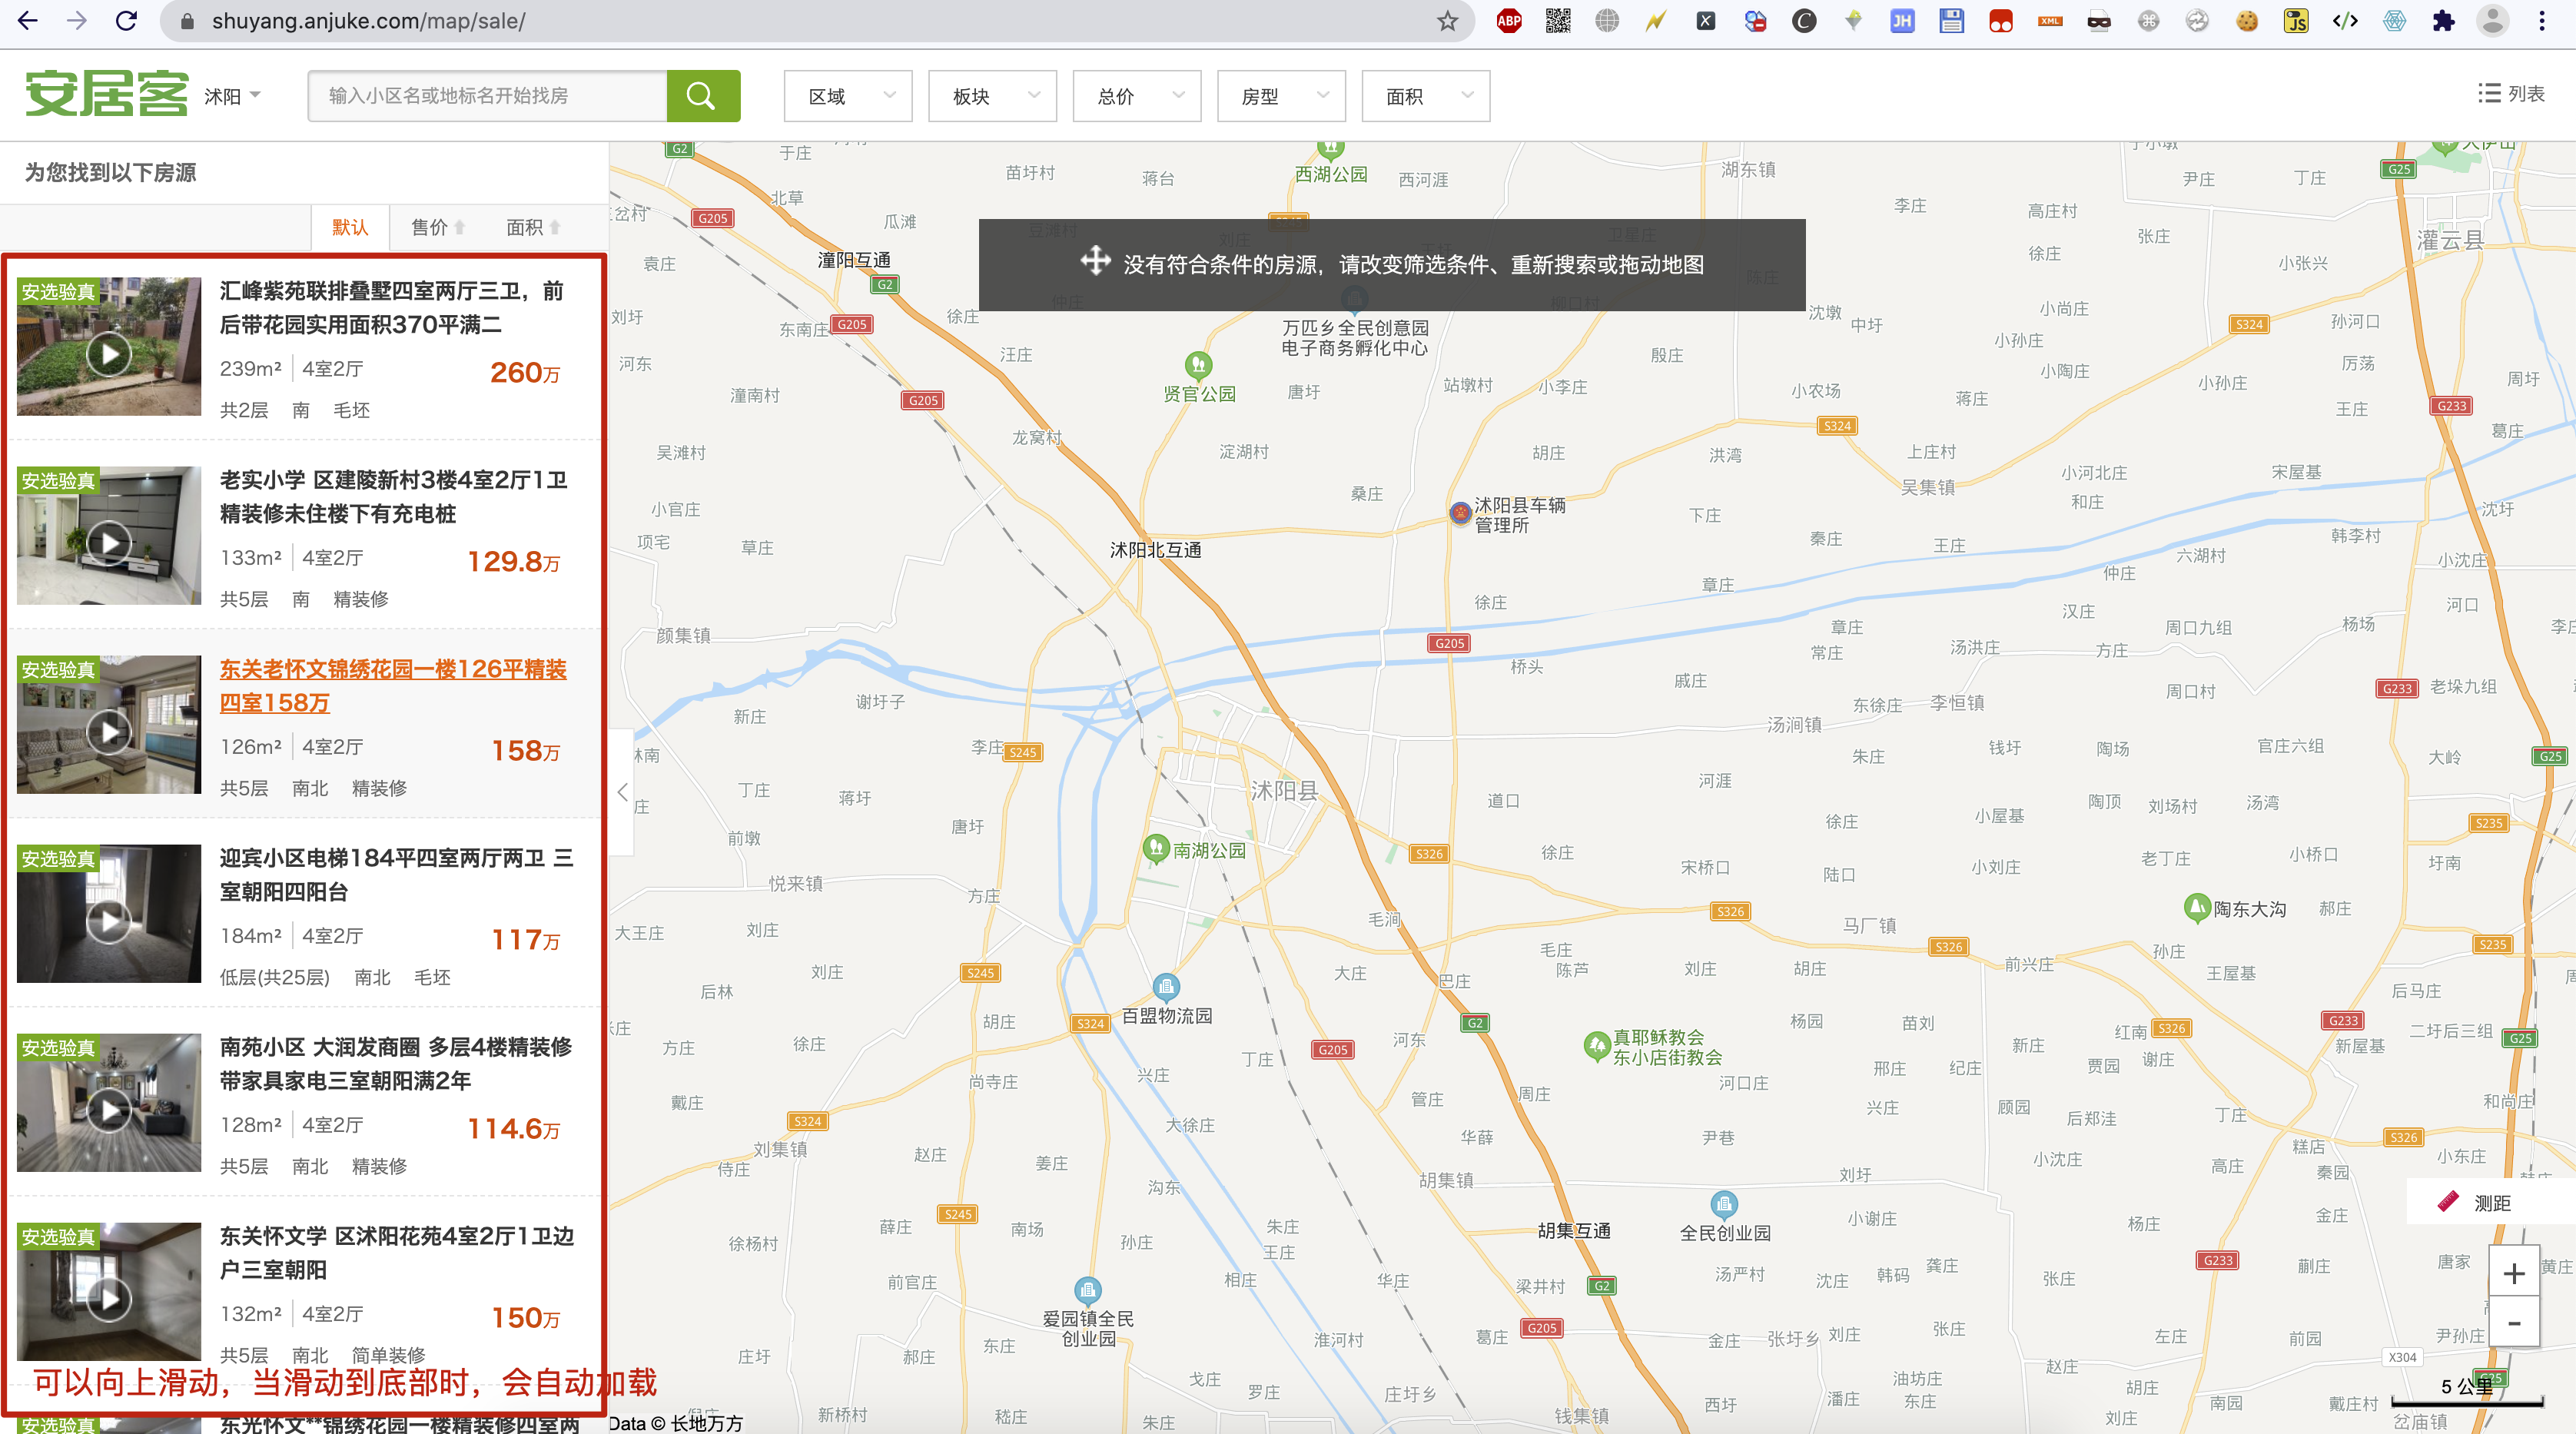 shuyang.anjuke.com/map/sale/
ABP
JH
XML
JS
安居客
沭阳
输入小区名或地标名开始找房
区域
板块
总价
房型
面积
列表
为您找到以下房源
默认
售价
面积
安选验真
汇峰紫苑联排叠墅四室两厅三卫，前
后带花园实用面积370平满二
239m² 4室2厅
260万
共2层 南 毛坯
安选验真
老实小学 区建陵新村3楼4室2厅1卫
精装修未住楼下有充电桩
133m² 4室2厅
129.8万
共5层 南 精装修
安选验真
东关老怀文锦绣花园一楼126平精装
四室158万
126m² 4室2厅
158万
共5层 南北 精装修
安选验真
迎宾小区电梯184平四室两厅两卫 三
室朝阳四阳台
184m² 4室2厅
117万
低层(共25层) 南北 毛坯
安选验真
南苑小区 大润发商圈 多层4楼精装修
带家具家电三室朝阳满2年
128m² 4室2厅
114.6万
共5层 南北 精装修
安选验真
东关怀文学 区沭阳花苑4室2厅1卫边
户三室朝阳
132m² 4室2厅
150万
共5层 南北 简单装修
可以向上滑动，当滑动到底部时，会自动加载
安选验真
东光怀文**锦绣花园一楼精装修四室两
没有符合条件的房源，请改变筛选条件、重新搜索或拖动地图
G2
于庄
苗圩村
蒋台
西湖公园
西河涯
湖东镇
尹庄
丁庄
G25
北草
G205
瓜滩
李庄
高庄村
张庄
徐庄
灌云县
袁庄
潼阳互通
G2
小张兴
刘圩
东南庄
G205
徐庄
万匹乡全民创意园
电子商务孵化中心
沈墩
中圩
小尚庄
小孙庄
S324
孙河口
河东
汪庄
殷庄
小陶庄
厉荡
潼南村
G205
贤官公园
唐圩
站墩村
小李庄
小农场
蒋庄
小孙庄
周圩
王庄
G233
葛庄
吴滩村
龙窝村
淀湖村
胡庄
洪湾
S324
上庄村
小河北庄
宋屋基
小官庄
桑庄
沭阳县车辆
管理所
吴集镇
和庄
沈圩
项宅
草庄
沭阳北互通
下庄
秦庄
王庄
六湖村
韩李村
小沈庄
章庄
仲庄
徐庄
汉庄
河口
颜集镇
G205
章庄
周口九组
杨场
桥头
常庄
汤洪庄
方庄
谢圩子
戚庄
东徐庄
李恒镇
周口村
G233
老垛九组
新庄
汤涧镇
李庄
S245
朱庄
钱圩
陶场
官庄六组
大岭
G25
丁庄
蒋圩
沭阳县
道口
河涯
陶顶
刘场村
汤湾
前墩
唐圩
徐庄
小屋基
S235
南湖公园
S326
徐庄
宋桥口
陆口
小刘庄
老丁庄
小桥口
圩南
悦来镇
方庄
毛涧
S326
马厂镇
陶东大沟
郝庄
大王庄
刘庄
毛庄
陈芦
S326
孙庄
S235
刘庄
S245
大庄
巴庄
刘庄
胡庄
前兴庄
王屋基
后林
百盟物流园
后马庄
胡庄
S324
G2
杨园
苗刘
红南
S326
G233
二圩后三组
方庄
徐庄
丁庄
G205
河东
真耶稣教会
东小店街教会
新庄
谢庄
新屋基
G25
尚寺庄
兴庄
河口庄
邢庄
纪庄
贾园
戴庄
管庄
周庄
兴庄
顾园
后郑洼
丁庄
和尚庄
S324
大徐庄
华薛
尹巷
S326
刘集镇
侍庄
赵庄
姜庄
糕店
小沈庄
高庄
秦园
小东庄
沟东
胡集镇
刘圩
S245
薛庄
南场
朱庄
胡集互通
全民创业园
小谢庄
杨庄
金庄
测距
徐杨村
孙庄
王庄
G233
前官庄
相庄
华庄
梁井村
G2
汤严村
沈庄
韩码
龚庄
张庄
蒯庄
唐家
黄庄
爱园镇全民
创业园
G205
淮河村
葛庄
金庄
张圩乡
刘庄
张庄
左庄
前园
尹孙庄
庄圩
郝庄
东庄
X304
赵庄
戈庄
罗庄
庄圩乡
潘庄
油坊庄
东庄
胡庄
5 公里
新桥村
嵇庄
朱庄
钱集镇
西圩
刘庄
南园
戴庄村
岔庙镇
Data © 长地万方